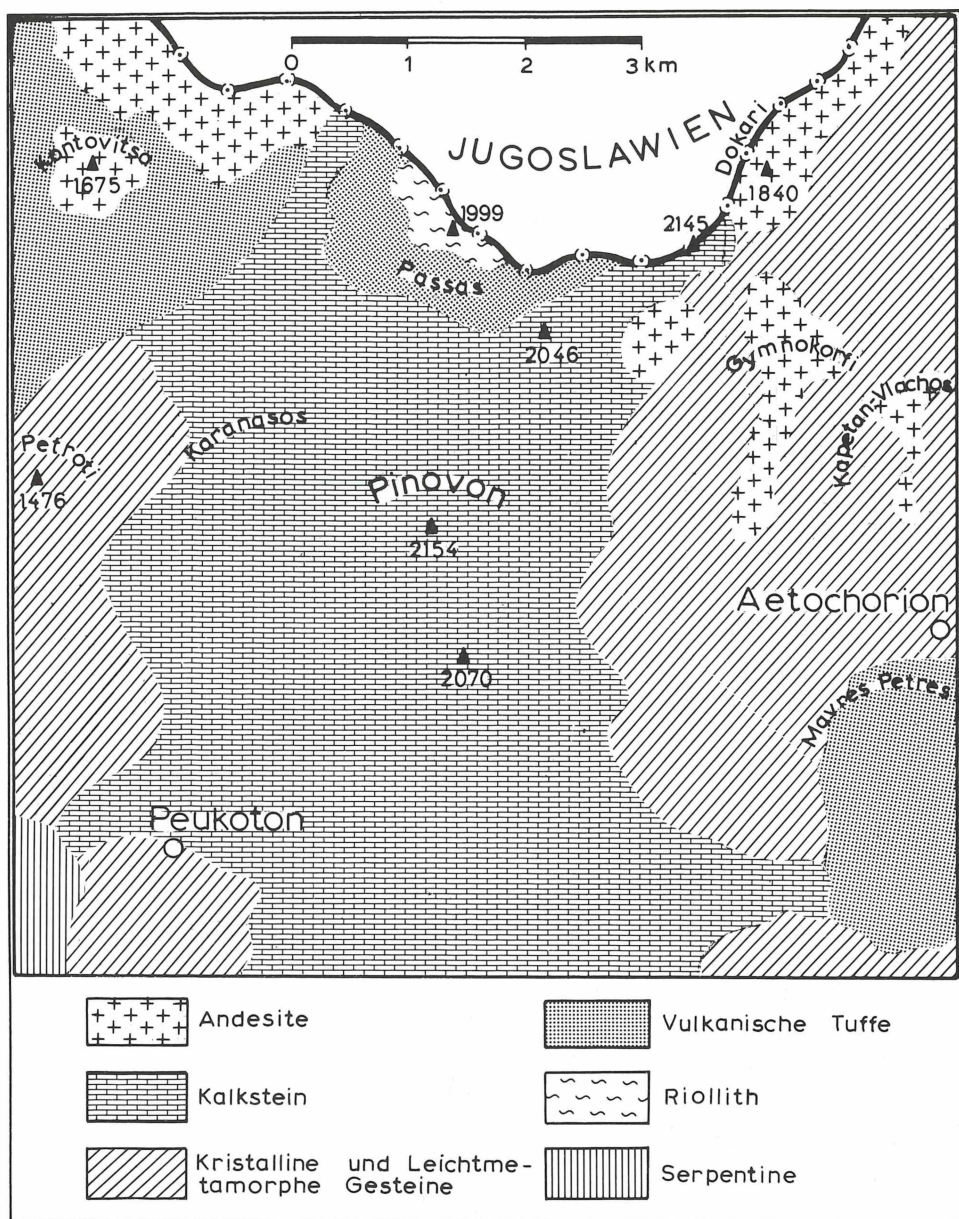 0 1 2 3 km
JUGOSLAWIEN
Dokari
Kantovitsa
1675
1840
1999
2145
Passas
2046
Gymnokorfi
Kapetan-Vlachos
Karanasos
Petroti
1476
Pinovon
2154
Aetochorion
2070
Mavres Petres
Peukoton
Andesite
Vulkanische Tuffe
Kalkstein
Riollith
Kristalline und Leichtme-
tamorphe Gesteine
Serpentine